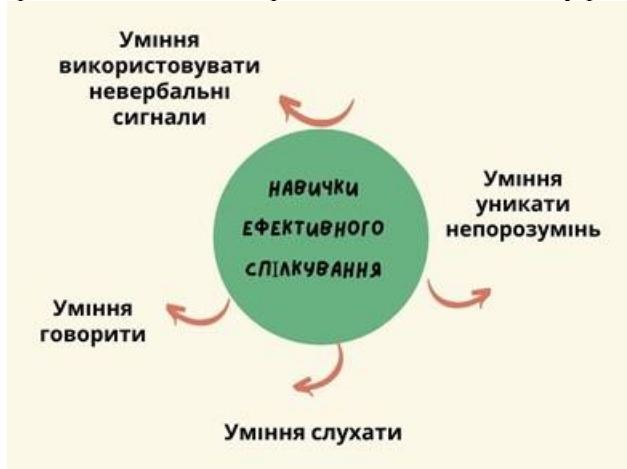 Уміння
використовувати
невербальні
сигнали
НАВИЧКИ
ЕФЕКТИВНОГО
СПІЛКУВАННЯ
Уміння
уникати
непорозумінь
Уміння
говорити
Уміння слухати